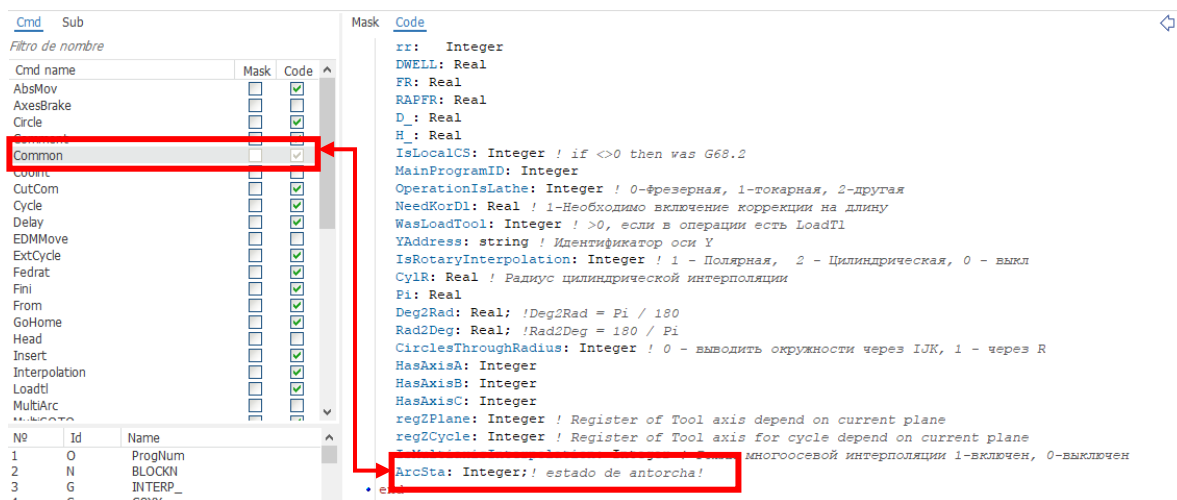 Cmd Sub
Filtro de nombre
Cmd name Mask Code
AbsMov
AxesBrake
Circle
Comment
Common
CutCom
Cycle
Delay
EDMMove
ExtCycle
Fedrat
Fini
From
GoHome
Head
Insert
Interpolation
Loadtl
MultiArc
Nº Id Name
1 O ProgNum
2 N BLOCKN
3 G INTERP_
Mask Code
rr: Integer
DWELL: Real
FR: Real
RAPFR: Real
D_: Real
H_: Real
IsLocalCS: Integer ! if <>0 then was G68.2
MainProgramID: Integer
OperationIsLathe: Integer ! 0-Фрезерная, 1-токарная, 2-другая
NeedKorDl: Real ! 1-Необходимо включение коррекции на длину
WasLoadTool: Integer ! >0, если в операции есть LoadTl
YAddress: string ! Идентификатор оси Y
IsRotaryInterpolation: Integer ! 1 - Полярная, 2 - Цилиндрическая, 0 - выкл
CylR: Real ! Радиус цилиндрической интерполяции
Pi: Real
Deg2Rad: Real; !Deg2Rad = Pi / 180
Rad2Deg: Real; !Rad2Deg = 180 / Pi
CirclesThroughRadius: Integer ! 0 - выводить окружности через IJK, 1 - через R
HasAxisA: Integer
HasAxisB: Integer
HasAxisC: Integer
regZPlane: Integer ! Register of Tool axis depend on current plane
regZCycle: Integer ! Register of Tool axis for cycle depend on current plane
многоосевой интерполяции 1-включен, 0-выключен
ArcSta: Integer;! estado de antorcha!
end